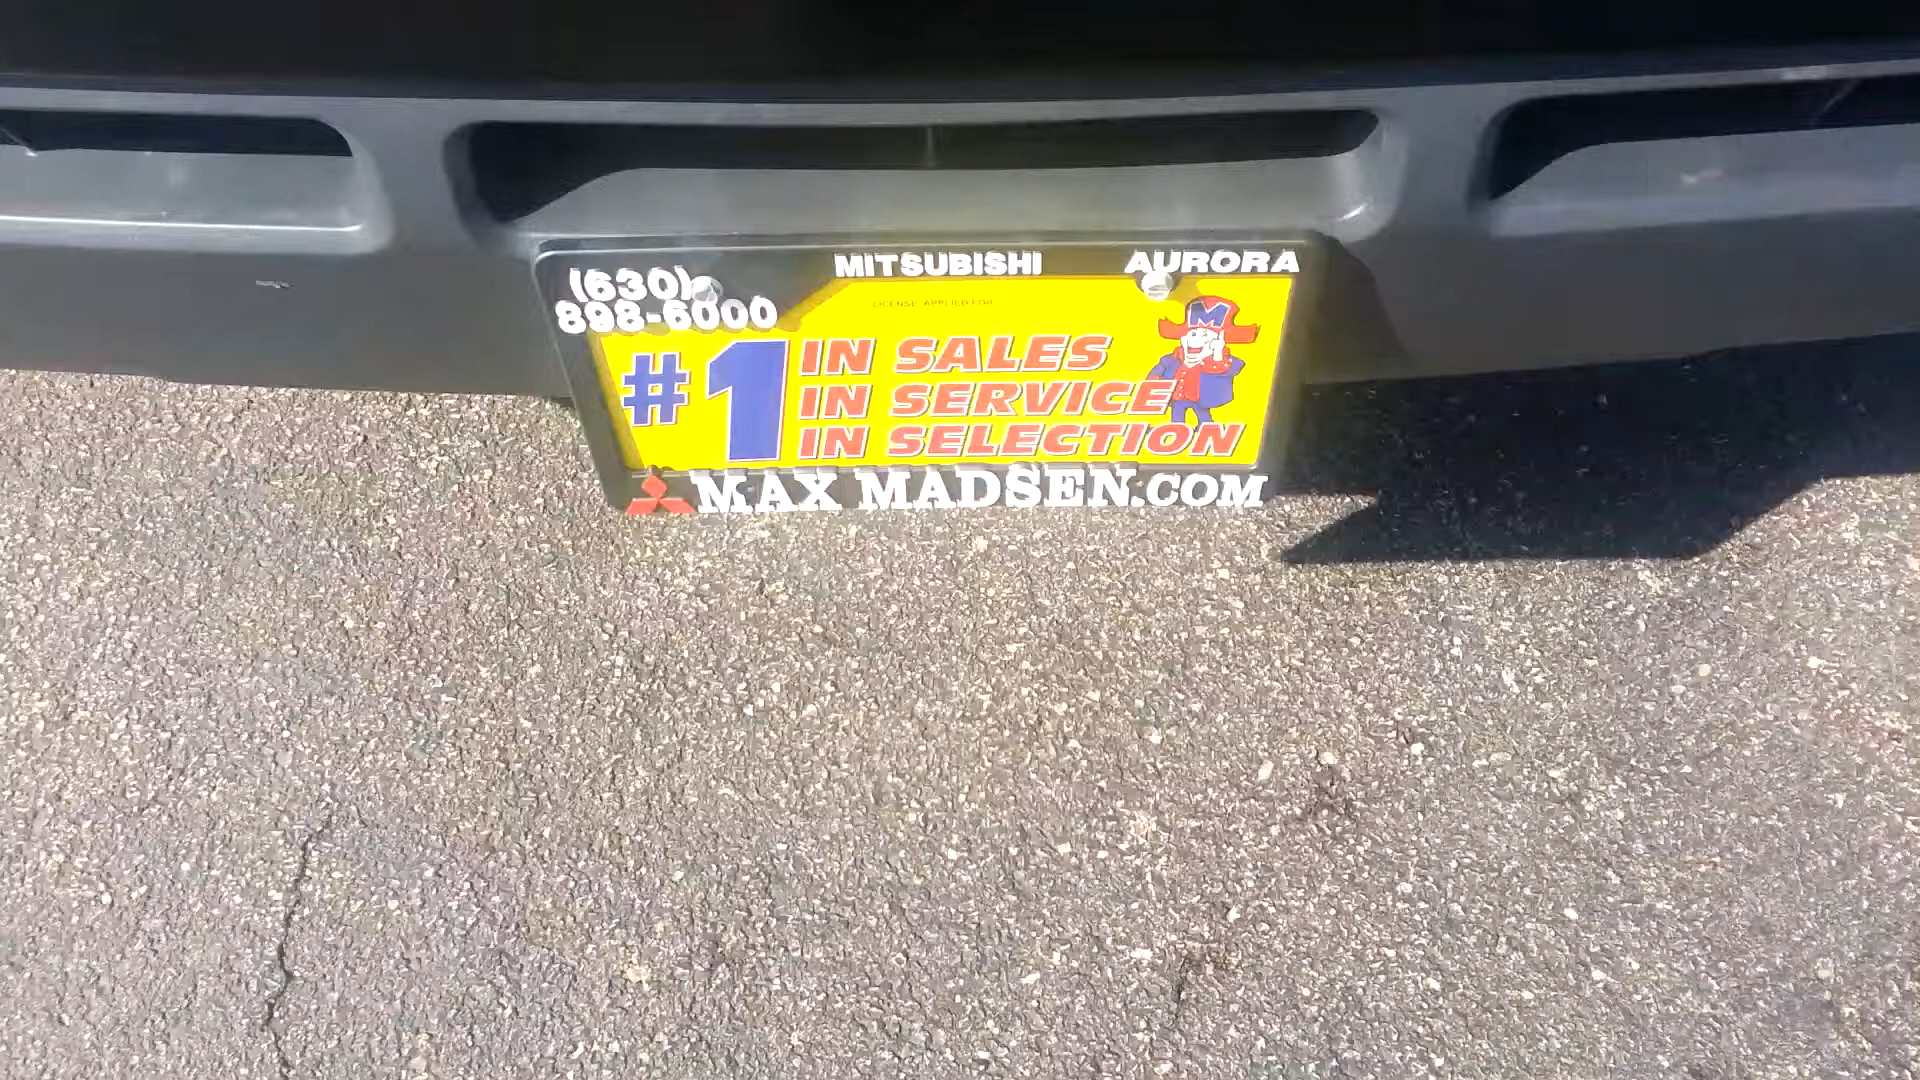 (630)
898-6000
MITSUBISHI
AURORA
LICENSE APPLIED FOR
M
#1
IN SALES
IN SERVICE
IN SELECTION
MAX MADSEN.COM